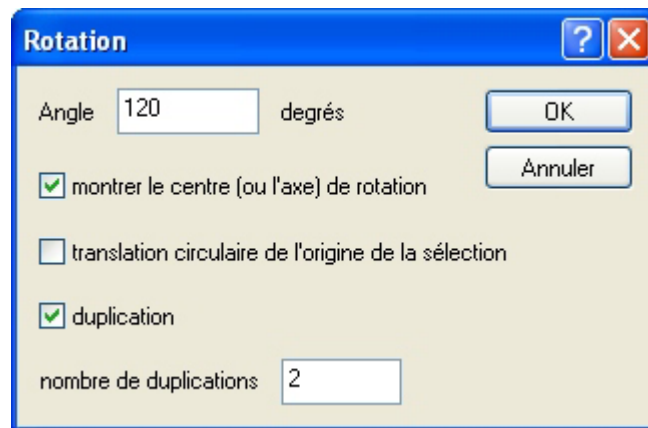 Rotation
Angle 120 degrés OK
Annuler
montrer le centre (ou l'axe) de rotation
translation circulaire de l'origine de la sélection
duplication
nombre de duplications 2